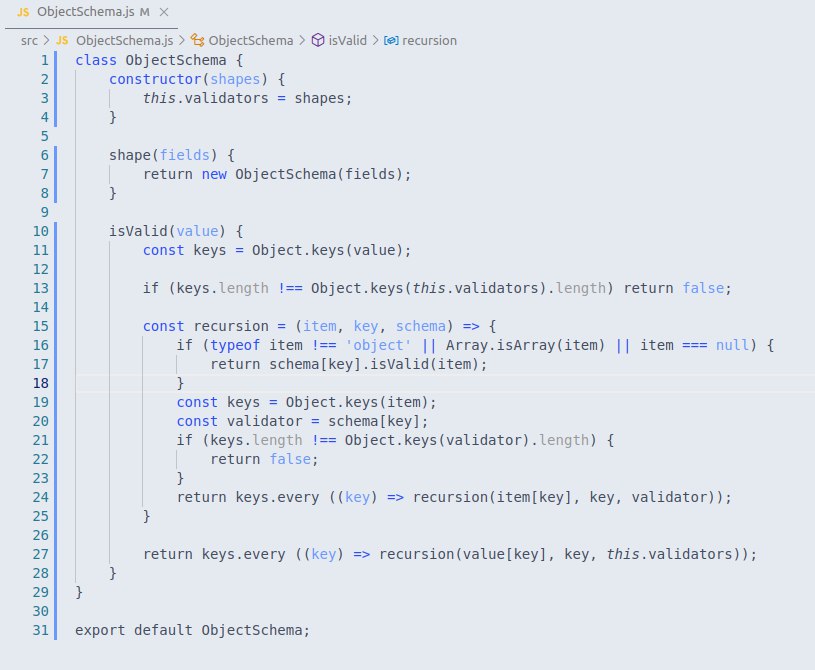 JS ObjectSchema.js M ×
src > JS ObjectSchema.js > ObjectSchema > isValid > recursion
1 class ObjectSchema {
2     constructor(shapes) {
3         this.validators = shapes;
4     }
5
6     shape(fields) {
7         return new ObjectSchema(fields);
8     }
9
10     isValid(value) {
11         const keys = Object.keys(value);
12
13         if (keys.length !== Object.keys(this.validators).length) return false;
14
15         const recursion = (item, key, schema) => {
16             if (typeof item !== 'object' || Array.isArray(item) || item === null) {
17                 return schema[key].isValid(item);
18             }
19             const keys = Object.keys(item);
20             const validator = schema[key];
21             if (keys.length !== Object.keys(validator).length) {
22                 return false;
23             }
24             return keys.every ((key) => recursion(item[key], key, validator));
25         }
26
27         return keys.every ((key) => recursion(value[key], key, this.validators));
28     }
29 }
30
31 export default ObjectSchema;